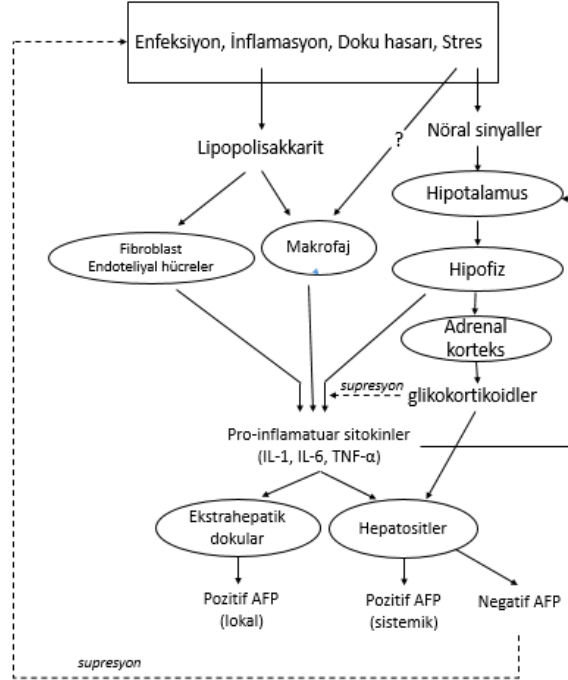 Enfeksiyon, İnflamasyon, Doku hasarı, Stres
Nöral sinyaller
Lipopolisakkarit
?
Hipotalamus
Fibroblast
Endoteliyal hücreler
Makrofaj
Hipofiz
Adrenal
korteks
supresyon
glikokortikoidler
Pro-inflamatuar sitokinler
(IL-1, IL-6, TNF-α)
Ekstrahepatik
dokular
Hepatositler
Pozitif AFP
(lokal)
Pozitif AFP
(sistemik)
Negatif AFP
supresyon